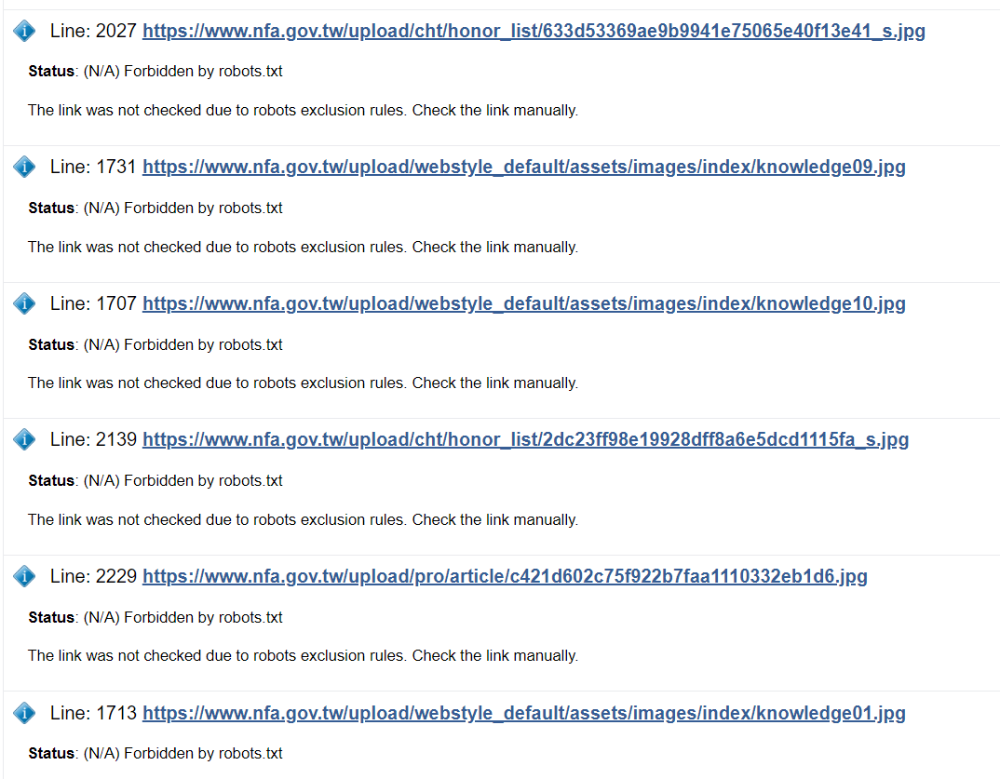 Line: 2027 https://www.nfa.gov.tw/upload/cht/honor_list/633d53369ae9b9941e75065e40f13e41_s.jpg
Status: (N/A) Forbidden by robots.txt
The link was not checked due to robots exclusion rules. Check the link manually.
Line: 1731 https://www.nfa.gov.tw/upload/webstyle_default/assets/images/index/knowledge09.jpg
Status: (N/A) Forbidden by robots.txt
The link was not checked due to robots exclusion rules. Check the link manually.
Line: 1707 https://www.nfa.gov.tw/upload/webstyle_default/assets/images/index/knowledge10.jpg
Status: (N/A) Forbidden by robots.txt
The link was not checked due to robots exclusion rules. Check the link manually.
Line: 2139 https://www.nfa.gov.tw/upload/cht/honor_list/2dc23ff98e19928dff8a6e5dcd1115fa_s.jpg
Status: (N/A) Forbidden by robots.txt
The link was not checked due to robots exclusion rules. Check the link manually.
Line: 2229 https://www.nfa.gov.tw/upload/pro/article/c421d602c75f922b7faa1110332eb1d6.jpg
Status: (N/A) Forbidden by robots.txt
The link was not checked due to robots exclusion rules. Check the link manually.
Line: 1713 https://www.nfa.gov.tw/upload/webstyle_default/assets/images/index/knowledge01.jpg
Status: (N/A) Forbidden by robots.txt